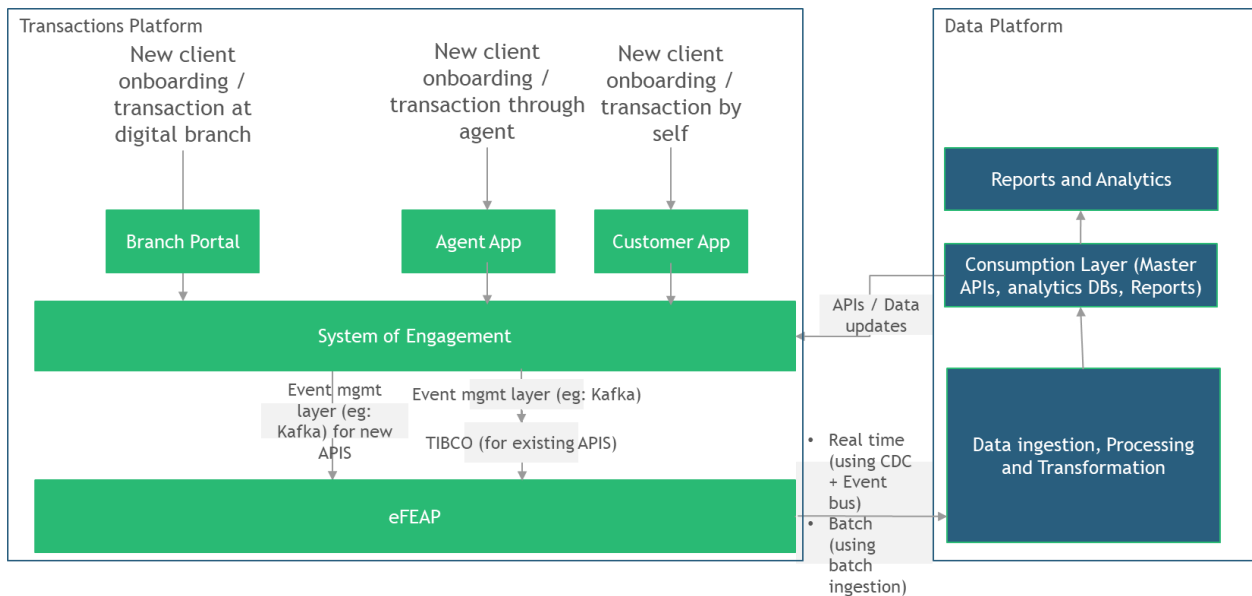 Transactions Platform
New client
onboarding /
transaction at
digital branch
New client
onboarding /
transaction through
agent
New client
onboarding /
transaction by
self
Branch Portal
Agent App
Customer App
System of Engagement
Event mgmt
layer (eg:
Kafka) for new
APIS
Event mgmt layer (eg: Kafka)
TIBCO (for existing APIS)
eFEAP
APIs / Data
updates
• Real time
(using CDC
+ Event
bus)
• Batch
(using
batch
ingestion)
Data Platform
Reports and Analytics
Consumption Layer (Master
APIs, analytics DBs, Reports)
Data ingestion, Processing
and Transformation